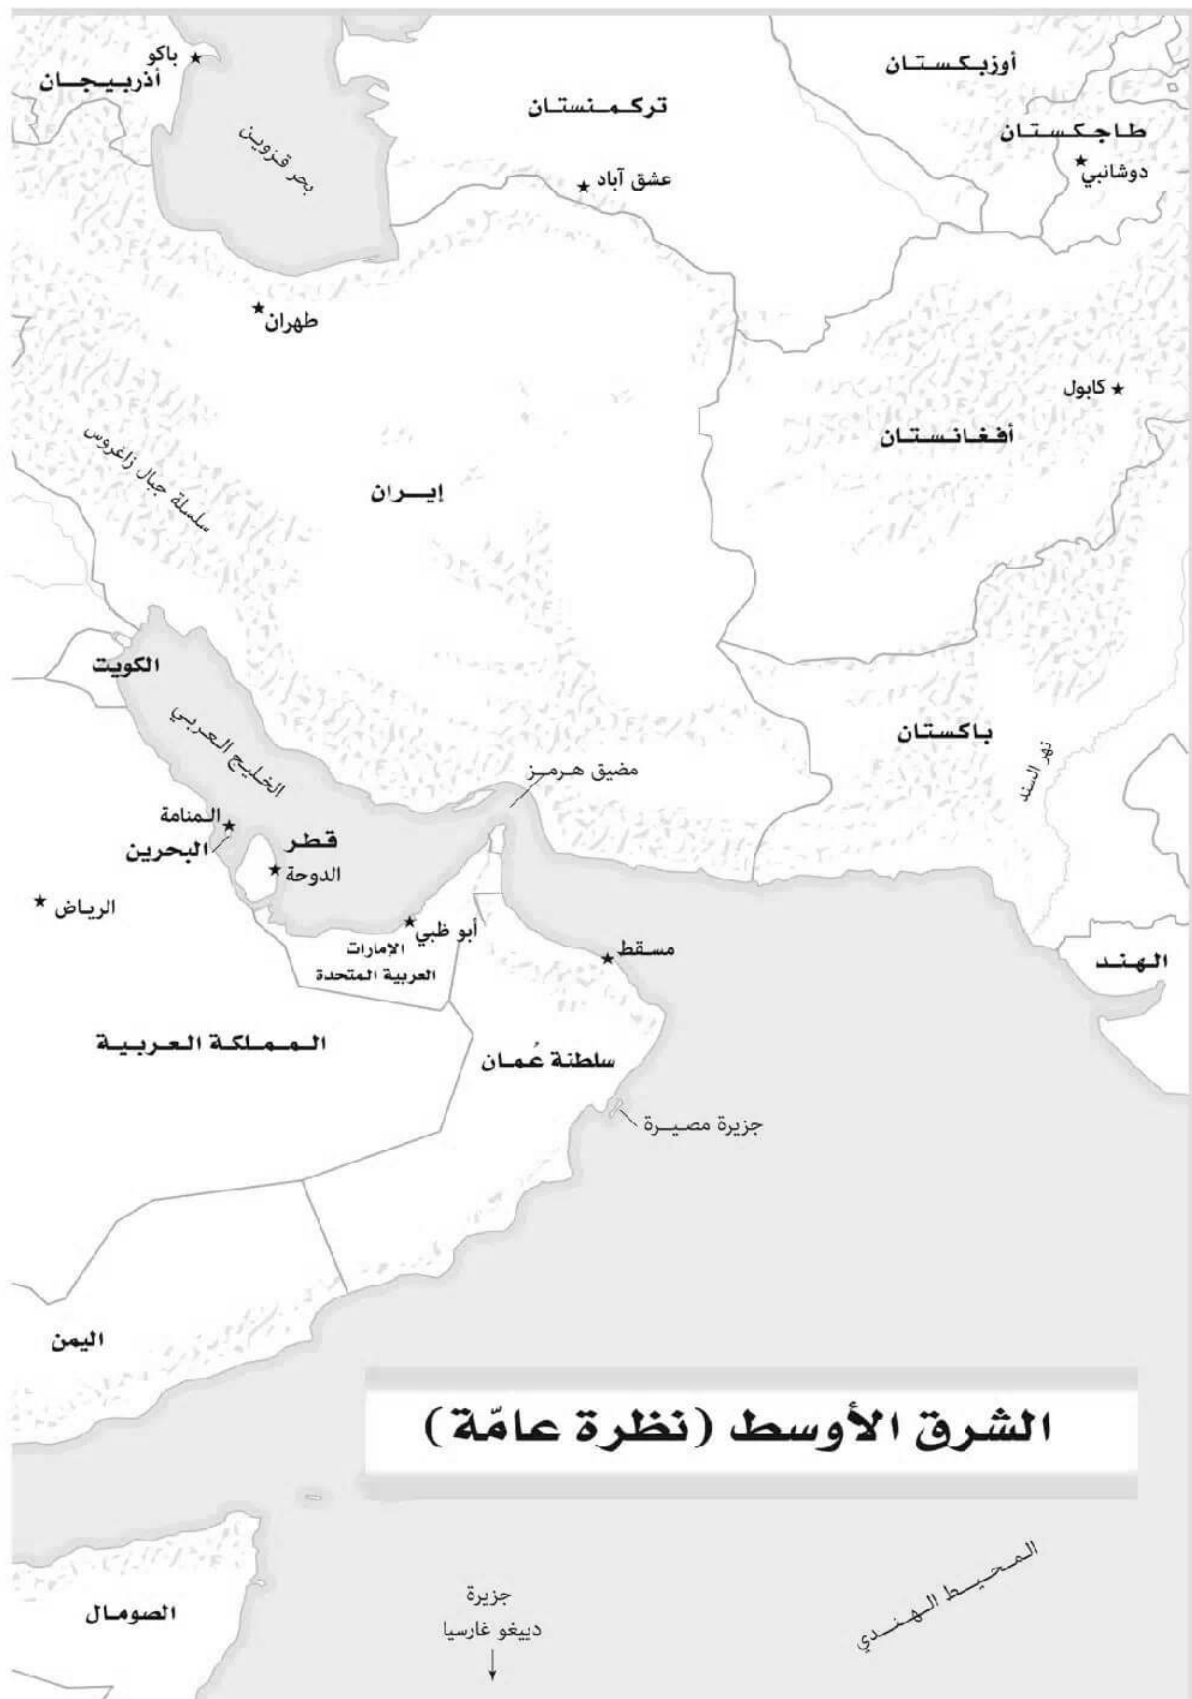 باكو
أذربيجان
أوزبكستان
تركمنستان
طاجكستان
دوشانبي
بحر قزوين
عشق آباد
طهران
كابول
أفغانستان
سلسلة جبال زاغروس
إيران
الكويت
الخليج العربي
باكستان
نهر السند
مضيق هرمز
المنامة
البحرين
قطر
الدوحة
الرياض
أبو ظبي
الإمارات
العربية المتحدة
مسقط
الهند
المملكة العربية
سلطنة عُمان
جزيرة مصيرة
اليمن
الشرق الأوسط (نظرة عامّة)
المحيط الهندي
جزيرة
دييغو غارسيا
الصومال